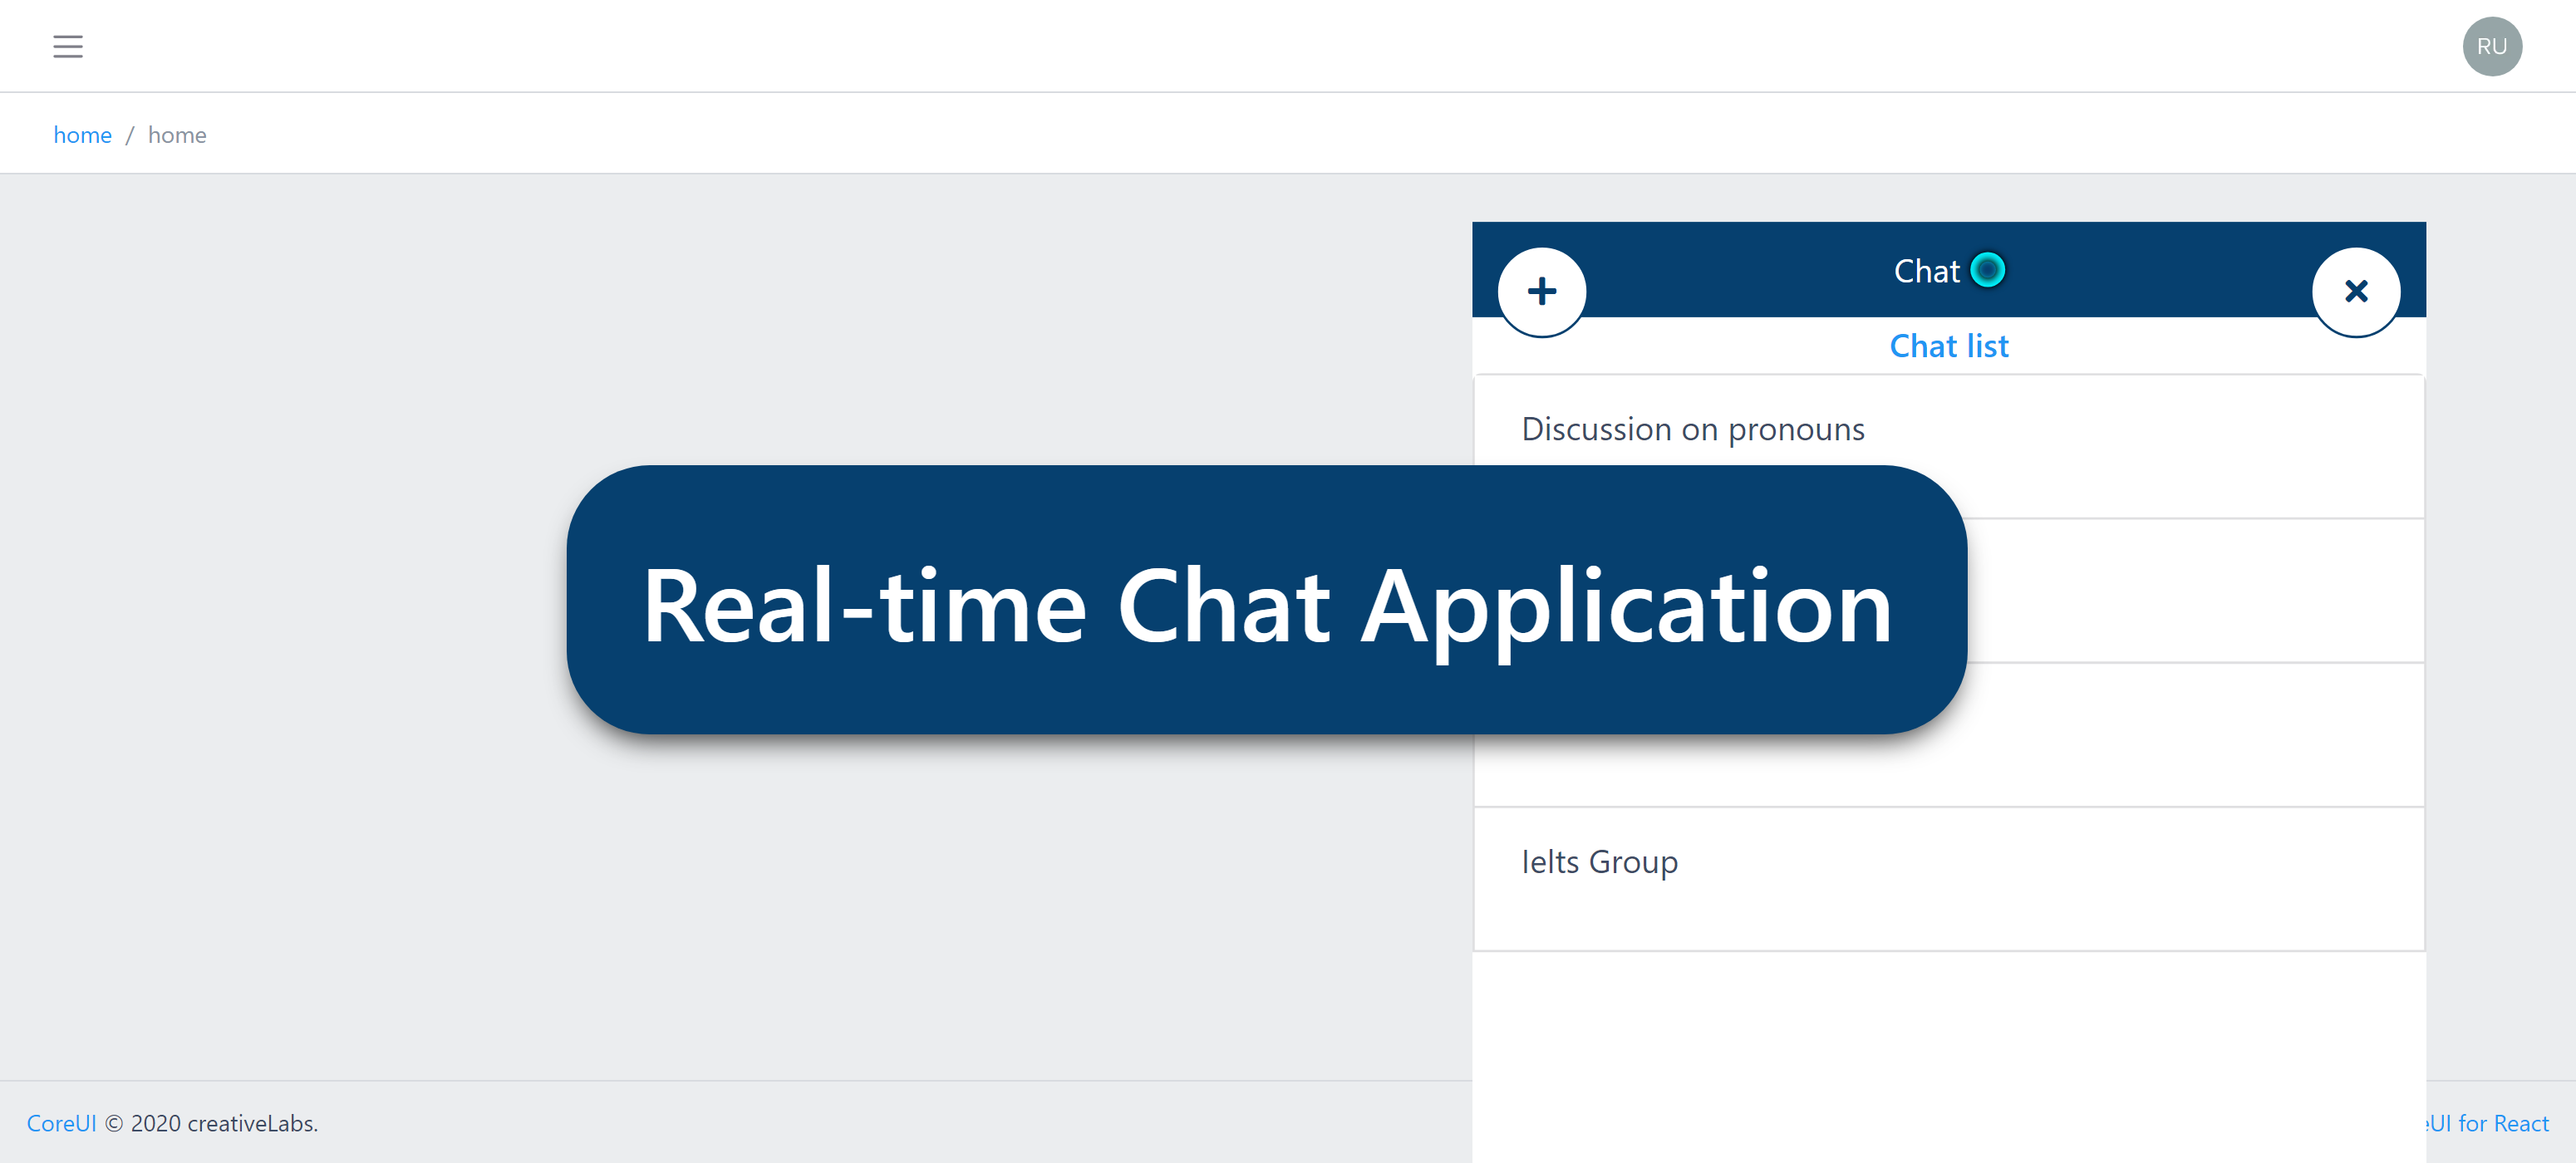 RU
home / home
Chat
Chat list
Discussion on pronouns
Real-time Chat Application
Ielts Group
CoreUI © 2020 creativeLabs.
UI for React